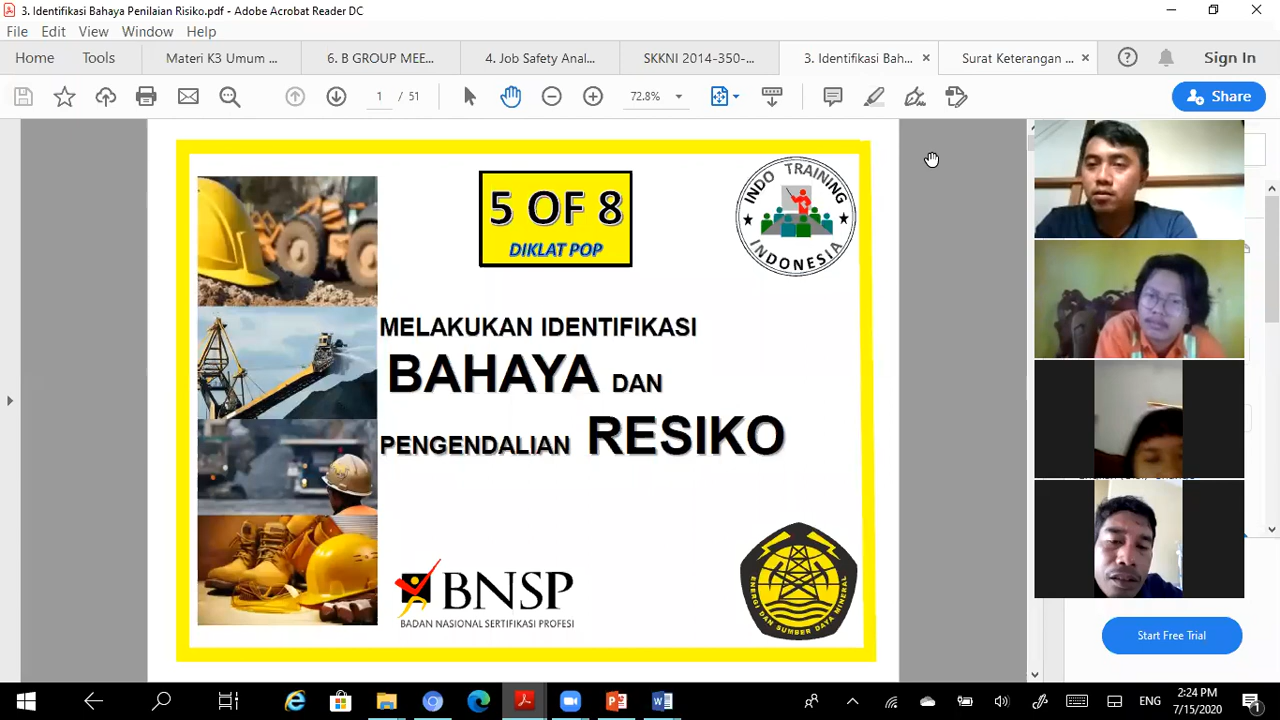 3. Identifikasi Bahaya Penilaian Risiko.pdf - Adobe Acrobat Reader DC
File Edit View Window Help
Home Tools Materi K3 Umum ... 6. B GROUP MEE... 4. Job Safety Anal... SKKNI 2014-350-... 3. Identifikasi Bah... × Surat Keterangan ... × Sign In
1 / 51 72.8% Share
5 OF 8
DIKLAT POP
INDO TRAINING
INDONESIA
MELAKUKAN IDENTIFIKASI
BAHAYA DAN
PENGENDALIAN RESIKO
BNSP
BADAN NASIONAL SERTIFIKASI PROFESI
ENERGI DAN SUMBER DAYA MINERAL
Start Free Trial
ENG
2:24 PM
7/15/2020